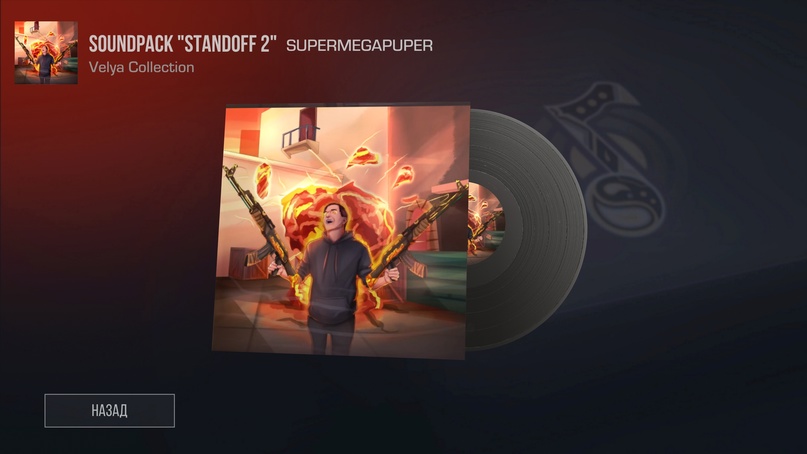 SOUNDPACK "STANDOFF 2" SUPERMEGAPUPER
Velya Collection
НАЗАД